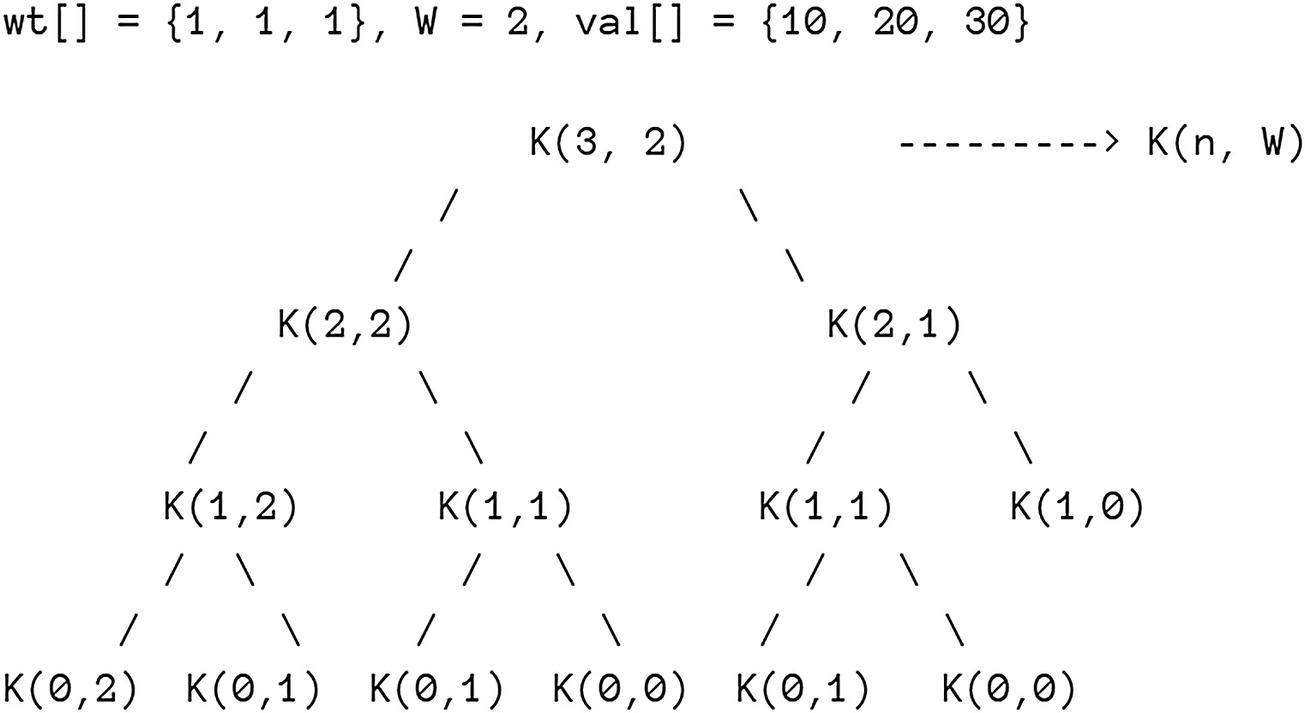 wt[] = {1, 1, 1}, W = 2, val[] = {10, 20, 30}
K(3, 2) ---------> K(n, W)
/ \
/ \
K(2,2) K(2,1)
/ \ / \
/ \ / \
K(1,2) K(1,1) K(1,1) K(1,0)
/ \ / \ / \
/ \ / \ / \
K(0,2) K(0,1) K(0,1) K(0,0) K(0,1) K(0,0)